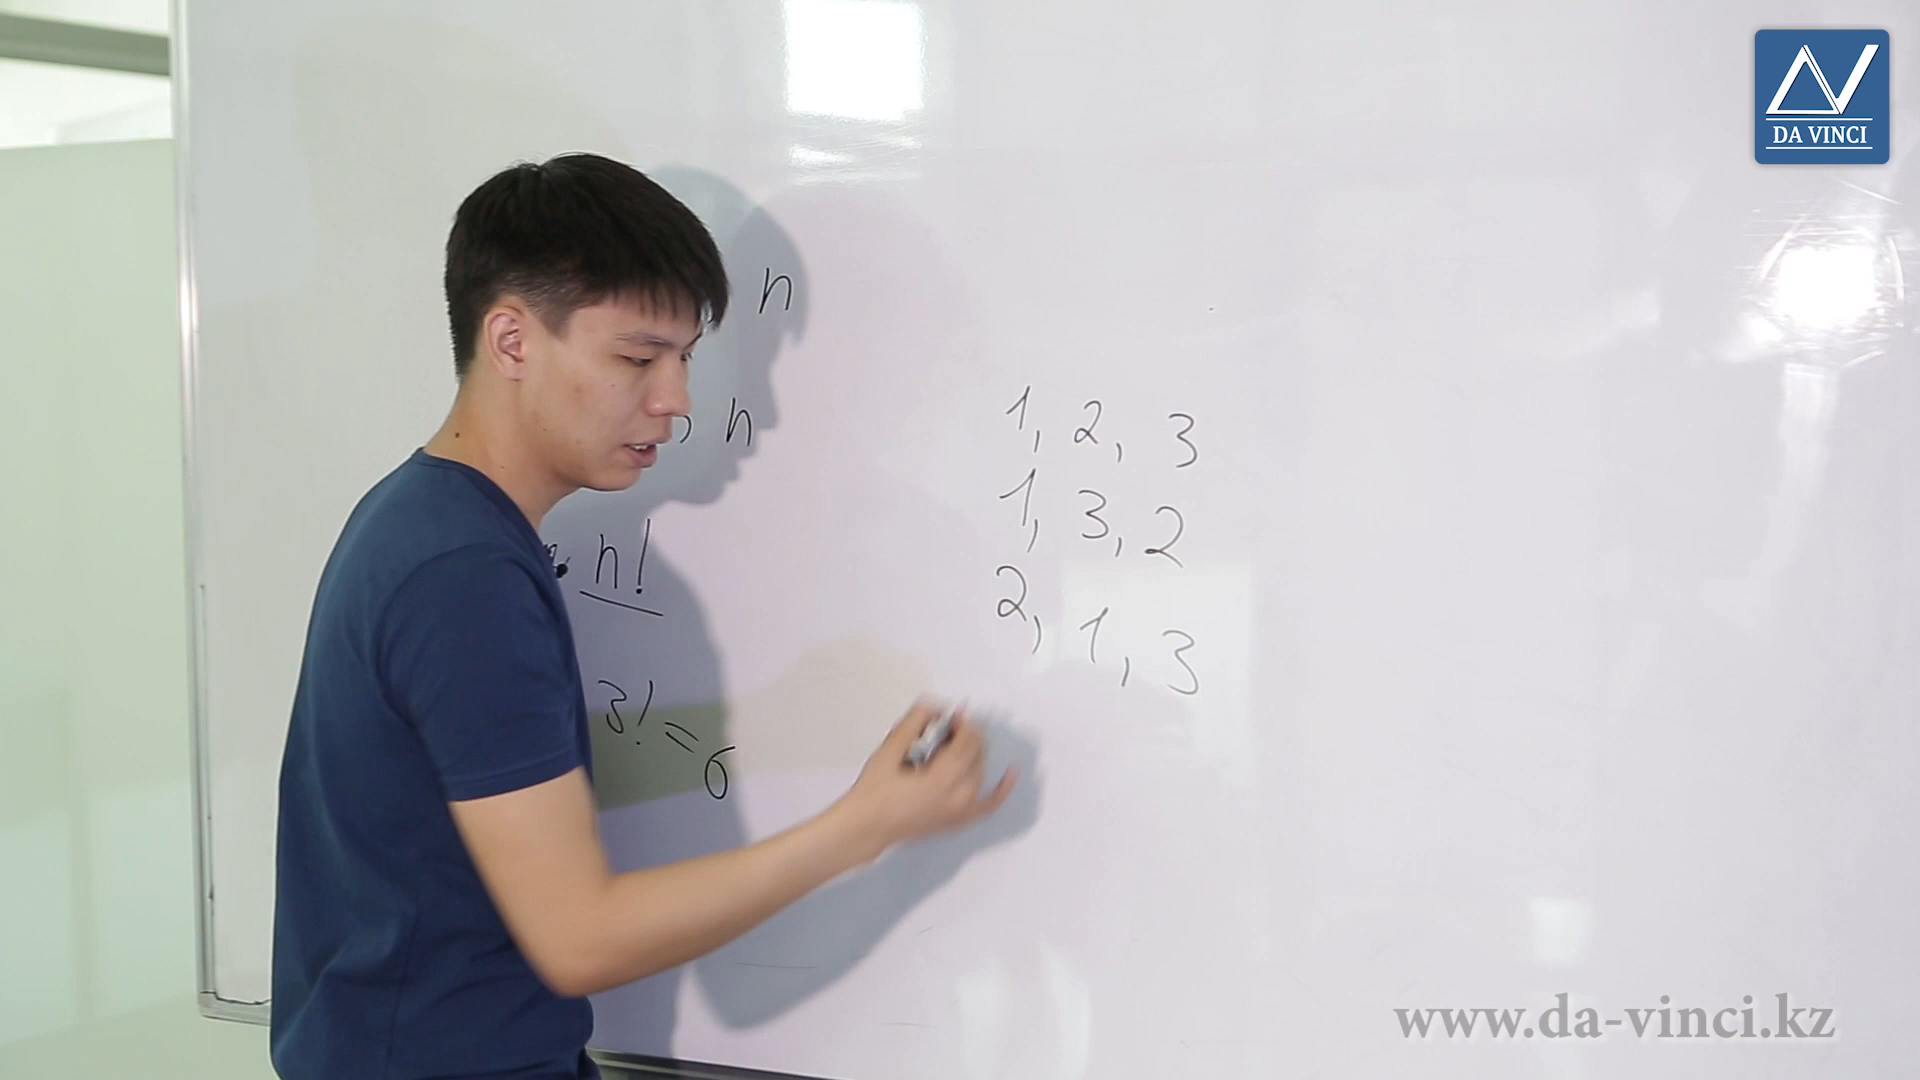 DA VINCI
n
, n
n!
3! = 6
1, 2, 3
1, 3, 2
2, 1, 3
www.da-vinci.kz